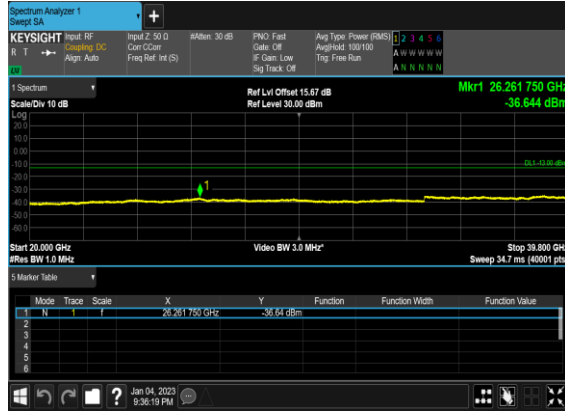 Spectrum Analyzer 1
Swept SA
+
KEYSIGHT Input: RF Input Z: 50 Ω #Atten: 30 dB PNO: Fast Avg Type: Power (RMS) 1 2 3 4 5 6
R T Coupling: DC Corr CCorr Gate: Off Avg|Hold: 100/100 A W W W W W
Align: Auto Freq Ref: Int (S) IF Gain: Low Trig: Free Run
Sig Track: Off A N N N N N
1 Spectrum Ref Lvl Offset 15.67 dB Mkr1 26.261 750 GHz
Scale/Div 10 dB Ref Level 30.00 dBm -36.644 dBm
Log
20.0
10.0
0.00
-10.0 DL1 -13.00 dBm
-20.0
-30.0 1
-40.0
-50.0
-60.0
Start 20.000 GHz Video BW 3.0 MHz* Stop 39.800 GHz
#Res BW 1.0 MHz Sweep 34.7 ms (40001 pts
5 Marker Table
Mode Trace Scale X Y Function Function Width Function Value
1 N 1 f 26.261 750 GHz -36.64 dBm
2
3
4
5
6
? Jan 04, 2023
9:36:19 PM